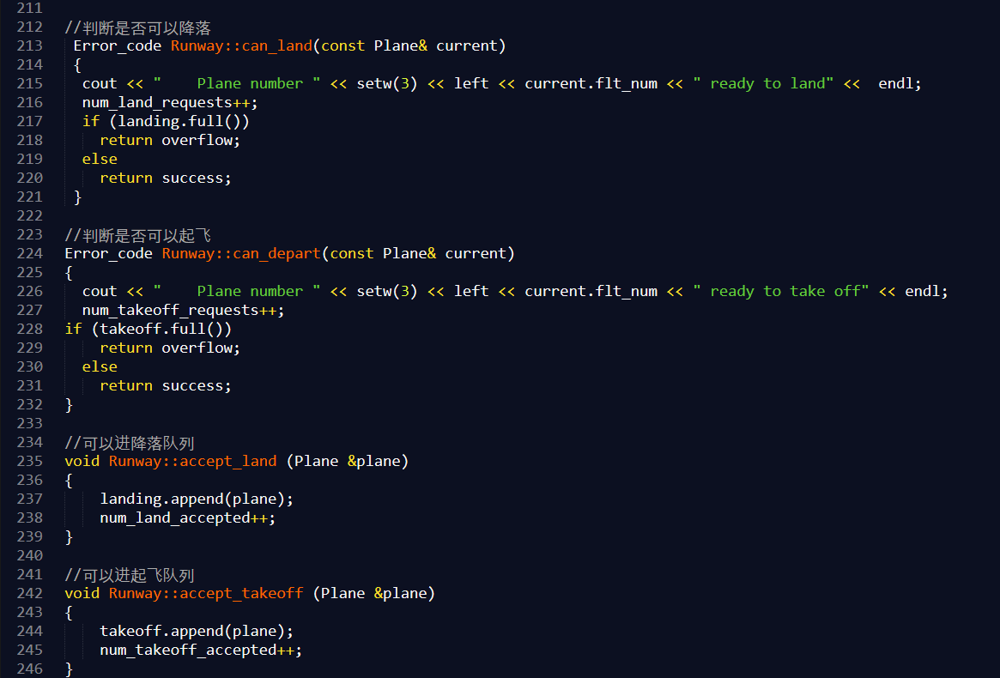 211
212 //判断是否可以降落
213 Error_code Runway::can_land(const Plane& current)
214 {
215 cout << "    Plane number " << setw(3) << left << current.flt_num << " ready to land" <<  endl;
216 num_land_requests++;
217 if (landing.full())
218 return overflow;
219 else
220 return success;
221 }
222
223 //判断是否可以起飞
224 Error_code Runway::can_depart(const Plane& current)
225 {
226 cout << "    Plane number " << setw(3) << left << current.flt_num << " ready to take off" << endl;
227 num_takeoff_requests++;
228 if (takeoff.full())
229 return overflow;
230 else
231 return success;
232 }
233
234 //可以进降落队列
235 void Runway::accept_land (Plane &plane)
236 {
237 landing.append(plane);
238 num_land_accepted++;
239 }
240
241 //可以进起飞队列
242 void Runway::accept_takeoff (Plane &plane)
243 {
244 takeoff.append(plane);
245 num_takeoff_accepted++;
246 }